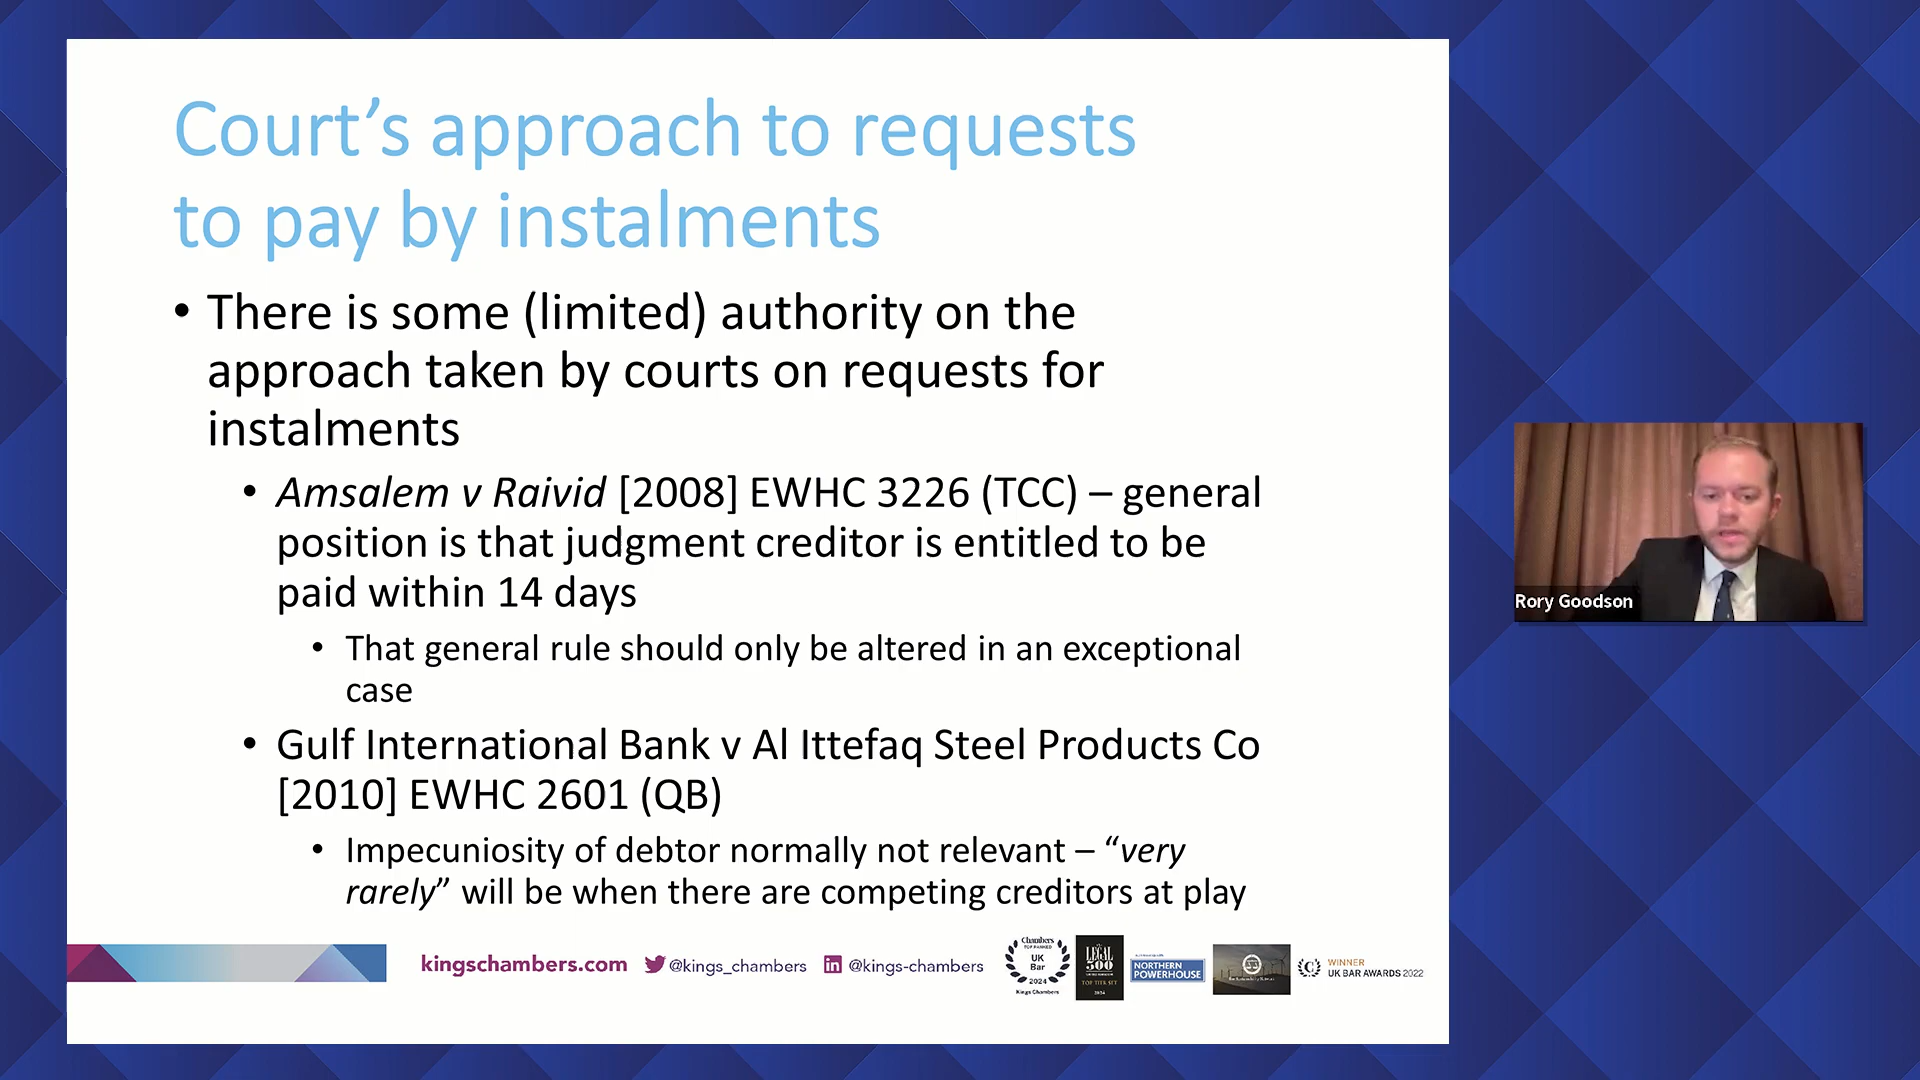 Court’s approach to requests
to pay by instalments
• There is some (limited) authority on the
approach taken by courts on requests for
instalments
• Amsalem v Raivid [2008] EWHC 3226 (TCC) – general
position is that judgment creditor is entitled to be
paid within 14 days
• That general rule should only be altered in an exceptional
case
• Gulf International Bank v Al Ittefaq Steel Products Co
[2010] EWHC 2601 (QB)
• Impecuniosity of debtor normally not relevant – “very
rarely” will be when there are competing creditors at play
kingschambers.com
@kings_chambers
@kings-chambers
Chambers
TOP RANKED
UK
Bar
2024
Kings Chambers
LEGAL
500
TOP TIER SET
2024
NORTHERN
POWERHOUSE
WINNER
UK BAR AWARDS 2022
Rory Goodson